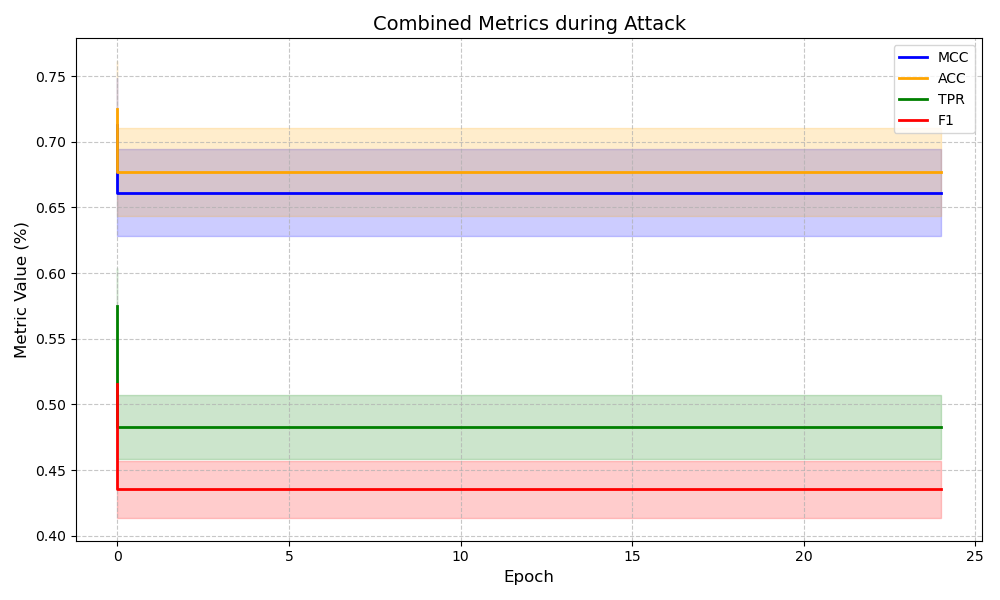 Combined Metrics during Attack
MCC
ACC
TPR
F1
Metric Value (%)
0.75
0.70
0.65
0.60
0.55
0.50
0.45
0.40
0 5 10 15 20 25
Epoch